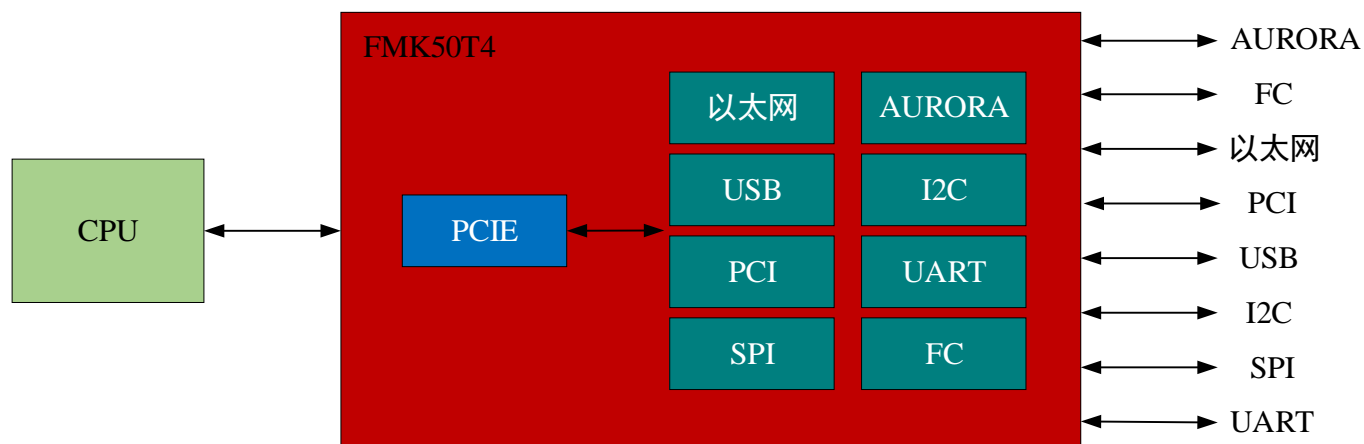 FMK50T4
CPU
PCIE
以太网
AURORA
USB
I2C
PCI
UART
SPI
FC
AURORA
FC
以太网
PCI
USB
I2C
SPI
UART